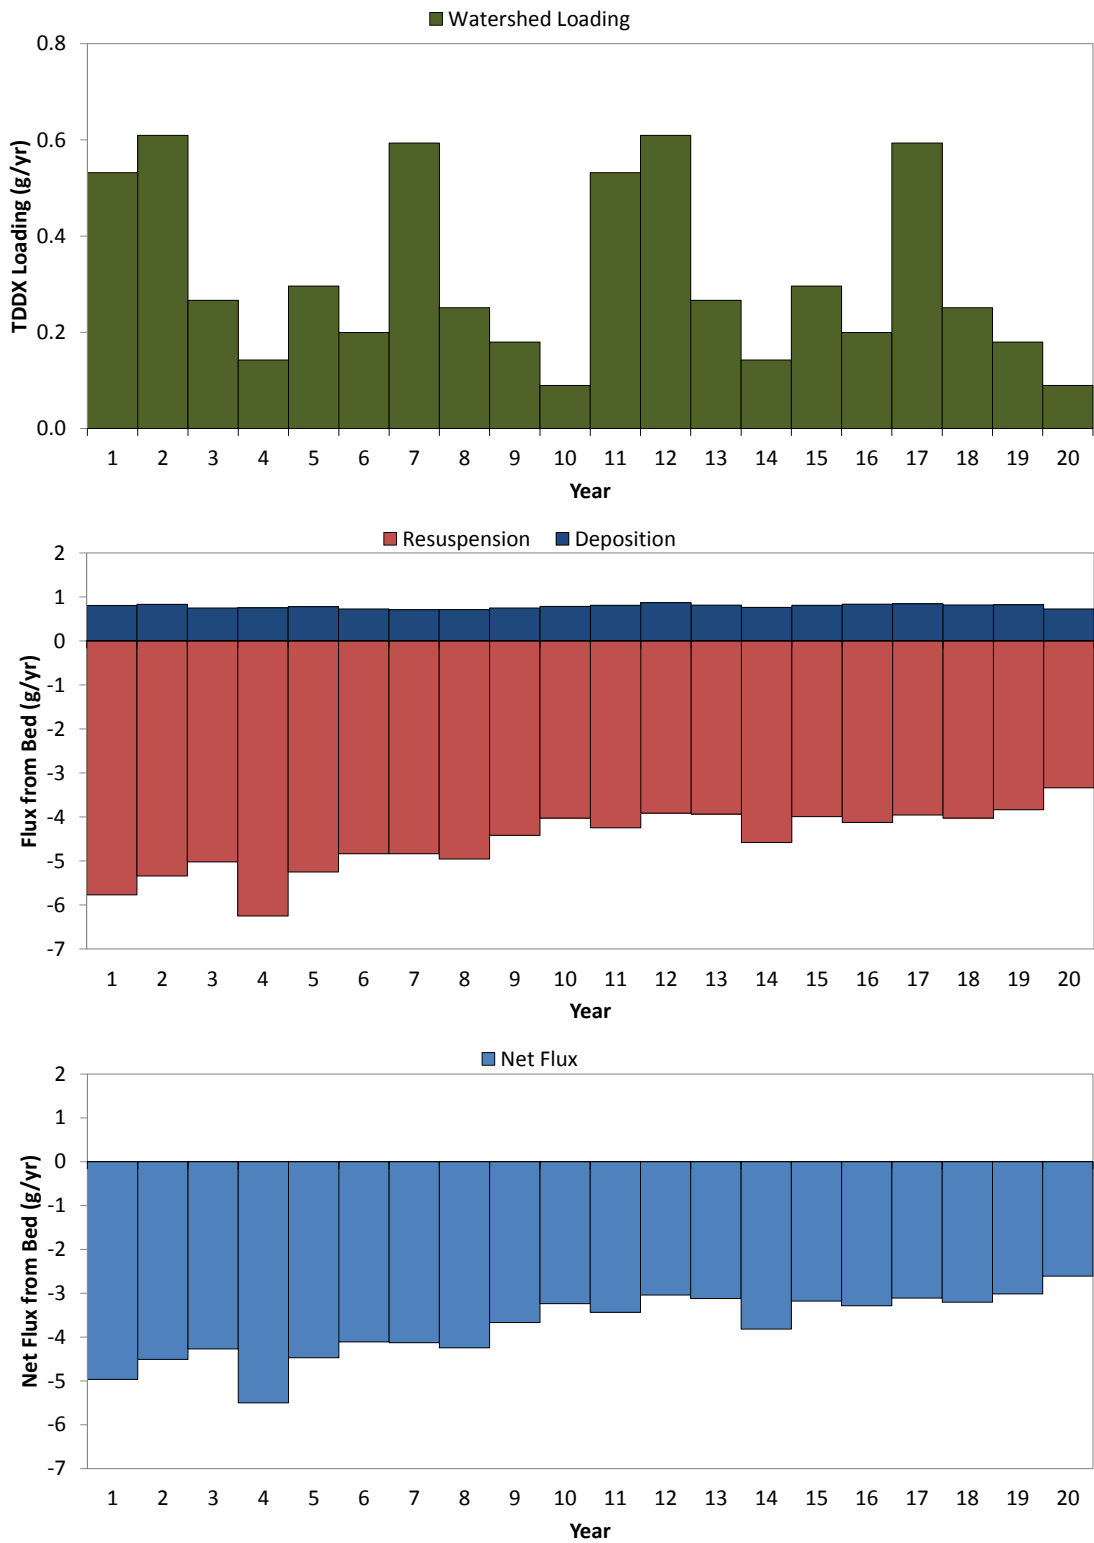 Watershed Loading
0.8
0.6
0.4
0.2
0.0
TDDX Loading (g/yr)
1 2 3 4 5 6 7 8 9 10 11 12 13 14 15 16 17 18 19 20
Year
Resuspension Deposition
2
1
0
-1
-2
-3
-4
-5
-6
-7
Flux from Bed (g/yr)
1 2 3 4 5 6 7 8 9 10 11 12 13 14 15 16 17 18 19 20
Year
Net Flux
2
1
0
-1
-2
-3
-4
-5
-6
-7
Net Flux from Bed (g/yr)
1 2 3 4 5 6 7 8 9 10 11 12 13 14 15 16 17 18 19 20
Year